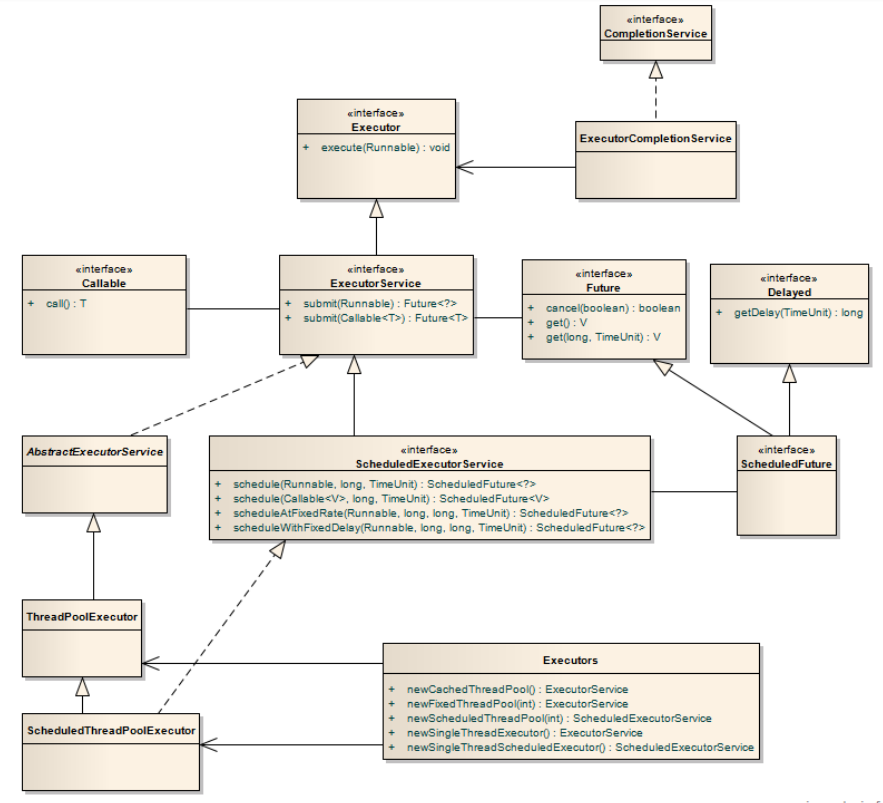 «interface»
CompletionService
«interface»
Executor
+ execute(Runnable) : void
ExecutorCompletionService
«interface»
Callable
+ call() : T
«interface»
ExecutorService
+ submit(Runnable) : Future<?>
+ submit(Callable<T>) : Future<T>
«interface»
Future
+ cancel(boolean) : boolean
+ get() : V
+ get(long, TimeUnit) : V
«interface»
Delayed
+ getDelay(TimeUnit) : long
AbstractExecutorService
«interface»
ScheduledExecutorService
+ schedule(Runnable, long, TimeUnit) : ScheduledFuture<?>
+ schedule(Callable<V>, long, TimeUnit) : ScheduledFuture<V>
+ scheduleAtFixedRate(Runnable, long, long, TimeUnit) : ScheduledFuture<?>
+ scheduleWithFixedDelay(Runnable, long, long, TimeUnit) : ScheduledFuture<?>
«interface»
ScheduledFuture
ThreadPoolExecutor
Executors
+ newCachedThreadPool() : ExecutorService
+ newFixedThreadPool(int) : ExecutorService
+ newScheduledThreadPool(int) : ScheduledExecutorService
+ newSingleThreadExecutor() : ExecutorService
+ newSingleThreadScheduledExecutor() : ScheduledExecutorService
ScheduledThreadPoolExecutor